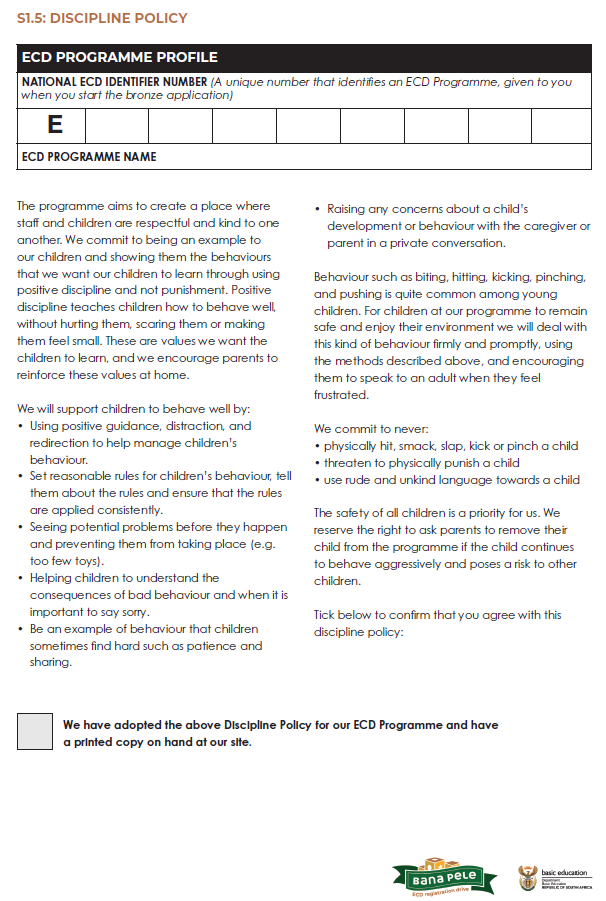 S1.5: DISCIPLINE POLICY
ECD PROGRAMME PROFILE
NATIONAL ECD IDENTIFIER NUMBER (A unique number that identifies an ECD Programme, given to you
when you start the bronze application)
E
ECD PROGRAMME NAME
The programme aims to create a place where
staff and children are respectful and kind to one
another. We commit to being an example to
our children and showing them the behaviours
that we want our children to learn through using
positive discipline and not punishment. Positive
discipline teaches children how to behave well,
without hurting them, scaring them or making
them feel small. These are values we want the
children to learn, and we encourage parents to
reinforce these values at home.
We will support children to behave well by:
• Using positive guidance, distraction, and
redirection to help manage children's
behaviour.
• Set reasonable rules for children's behaviour, tell
them about the rules and ensure that the rules
are applied consistently.
• Seeing potential problems before they happen
and preventing them from taking place (e.g.
too few toys).
• Helping children to understand the
consequences of bad behaviour and when it is
important to say sorry.
• Be an example of behaviour that children
sometimes find hard such as patience and
sharing.
• Raising any concerns about a child's
development or behaviour with the caregiver or
parent in a private conversation.
Behaviour such as biting, hitting, kicking, pinching,
and pushing is quite common among young
children. For children at our programme to remain
safe and enjoy their environment we will deal with
this kind of behaviour firmly and promptly, using
the methods described above, and encouraging
them to speak to an adult when they feel
frustrated.
We commit to never:
• physically hit, smack, slap, kick or pinch a child
• threaten to physically punish a child
• use rude and unkind language towards a child
The safety of all children is a priority for us. We
reserve the right to ask parents to remove their
child from the programme if the child continues
to behave aggressively and poses a risk to other
children.
Tick below to confirm that you agree with this
discipline policy:
We have adopted the above Discipline Policy for our ECD Programme and have
a printed copy on hand at our site.
BANA PELE
ECD registration drive
basic education
Department:
Basic Education
REPUBLIC OF SOUTH AFRICA